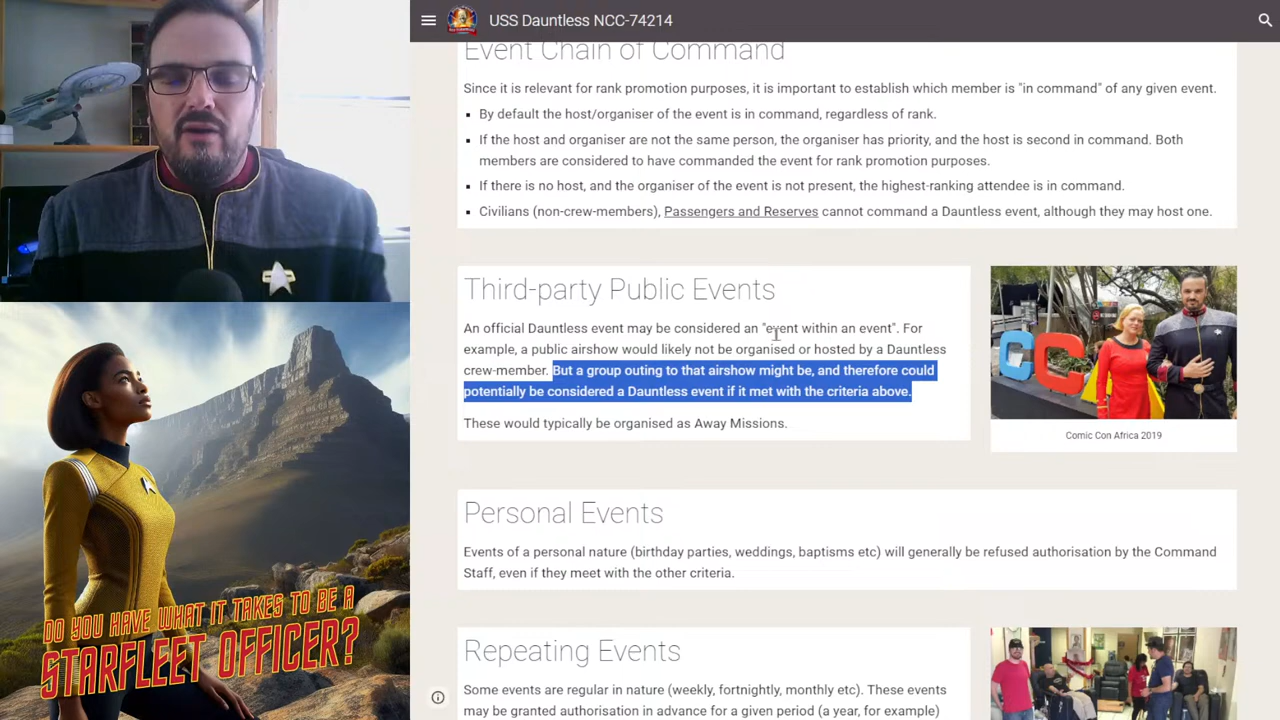 USS Dauntless NCC-74214
Event Chain of Command
Since it is relevant for rank promotion purposes, it is important to establish which member is "in command" of any given event.
▪ By default the host/organiser of the event is in command, regardless of rank.
▪ If the host and organiser are not the same person, the organiser has priority, and the host is second in command. Both
members are considered to have commanded the event for rank promotion purposes.
▪ If there is no host, and the organiser of the event is not present, the highest-ranking attendee is in command.
▪ Civilians (non-crew-members), Passengers and Reserves cannot command a Dauntless event, although they may host one.
Third-party Public Events
An official Dauntless event may be considered an "event within an event". For
example, a public airshow would likely not be organised or hosted by a Dauntless
crew-member. But a group outing to that airshow might be, and therefore could
potentially be considered a Dauntless event if it met with the criteria above.
These would typically be organised as Away Missions.
CC
Comic Con Africa 2019
Personal Events
Events of a personal nature (birthday parties, weddings, baptisms etc) will generally be refused authorisation by the Command
Staff, even if they meet with the other criteria.
Repeating Events
Some events are regular in nature (weekly, fortnightly, monthly etc). These events
may be granted authorisation in advance for a given period (a year, for example)
DO YOU HAVE WHAT IT TAKES TO BE A
STARFLEET OFFICER?